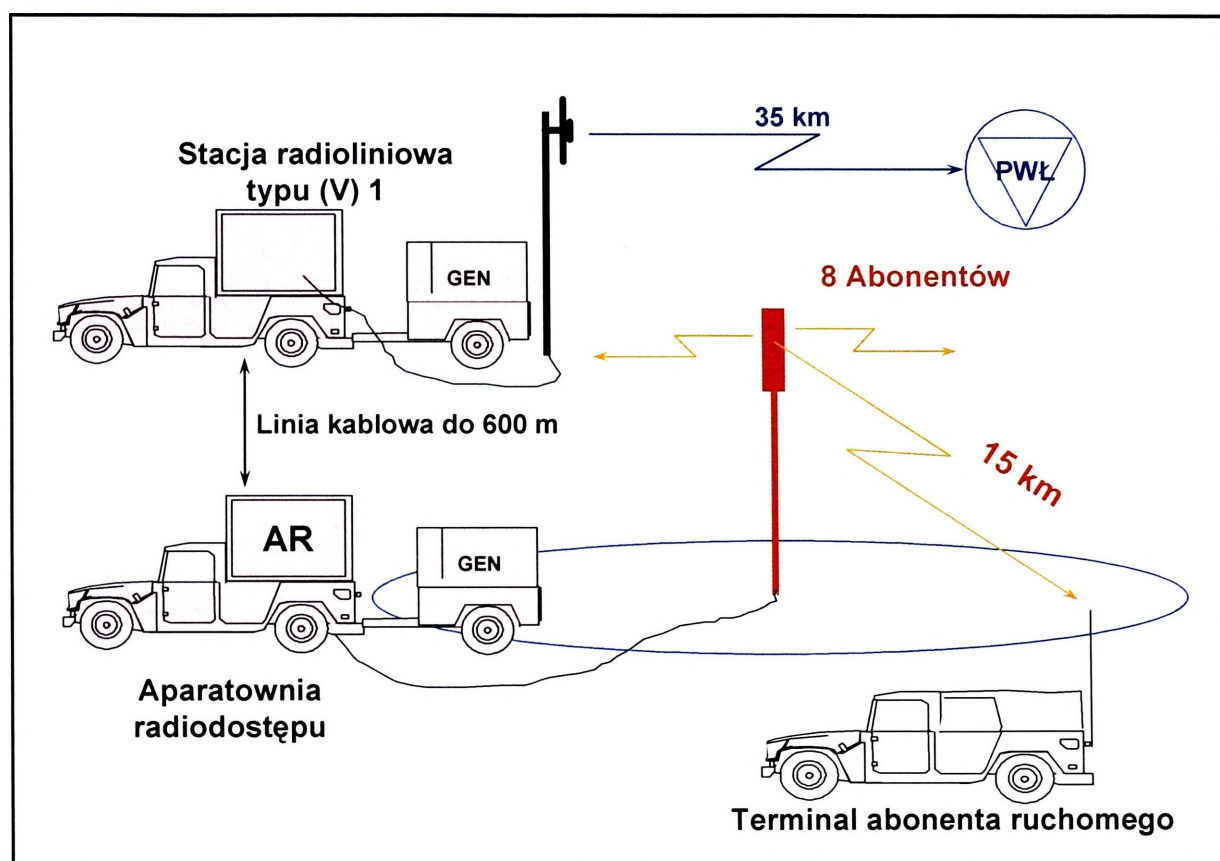 35 km
Stacja radioliniowa
typu (V) 1
PWŁ
GEN
8 Abonentów
Linia kablowa do 600 m
15 km
AR
GEN
Aparatownia
radiodostępu
Terminal abonenta ruchomego